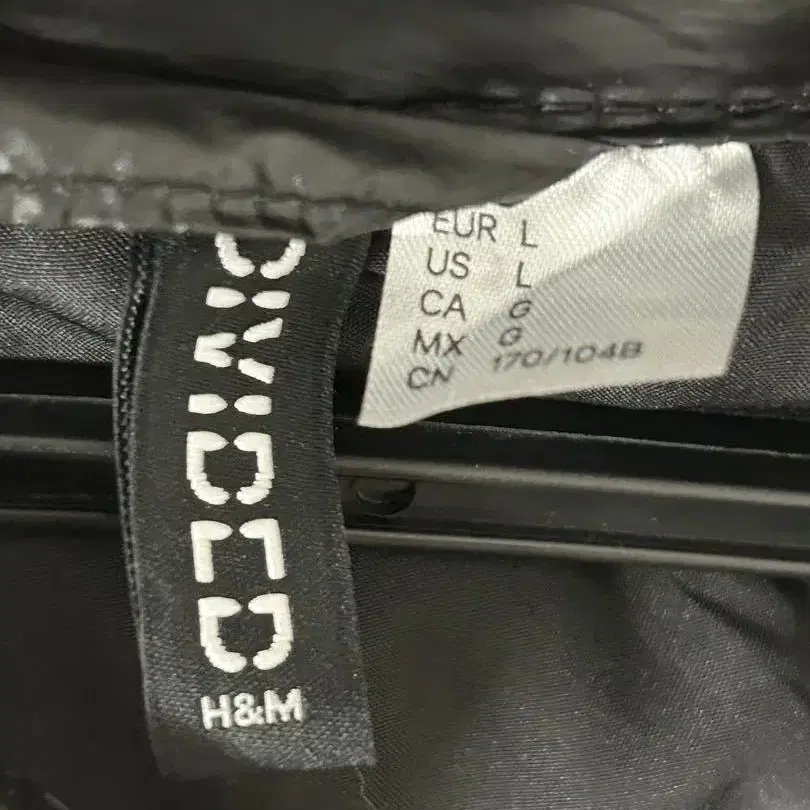 DIVIDED
H&M
EUR L
US L
CA G
MX G
CN 170/104B